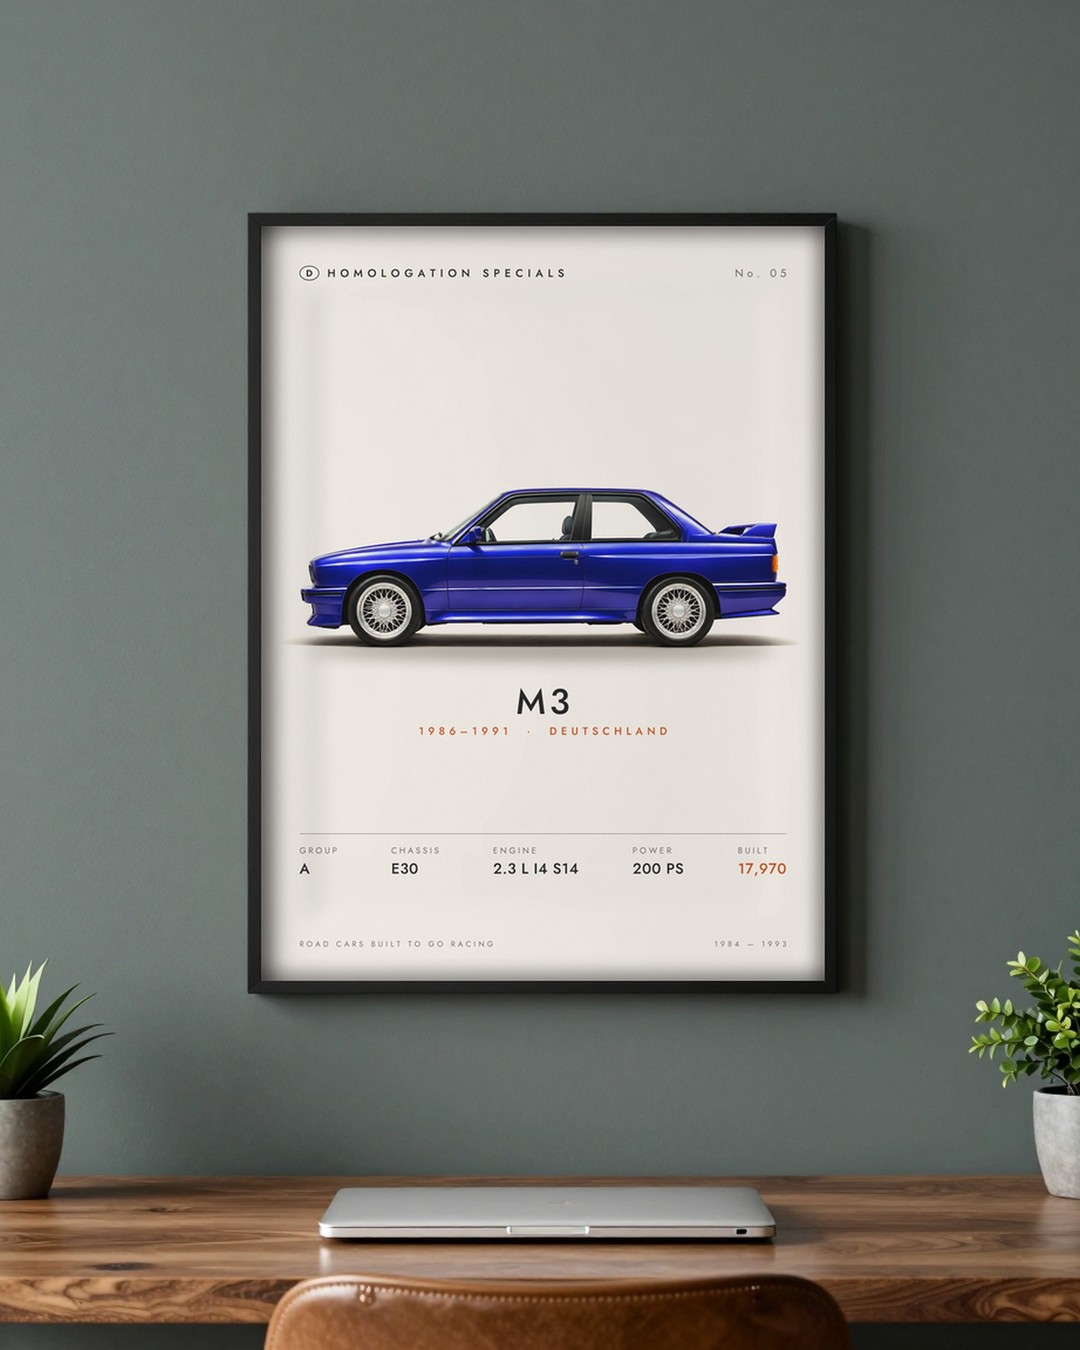 D HOMOLOGATION SPECIALS No. 05
M3
1986–1991 · DEUTSCHLAND
GROUP CHASSIS ENGINE POWER BUILT
A E30 2.3 L I4 S14 200 PS 17,970
ROAD CARS BUILT TO GO RACING 1984 — 1993